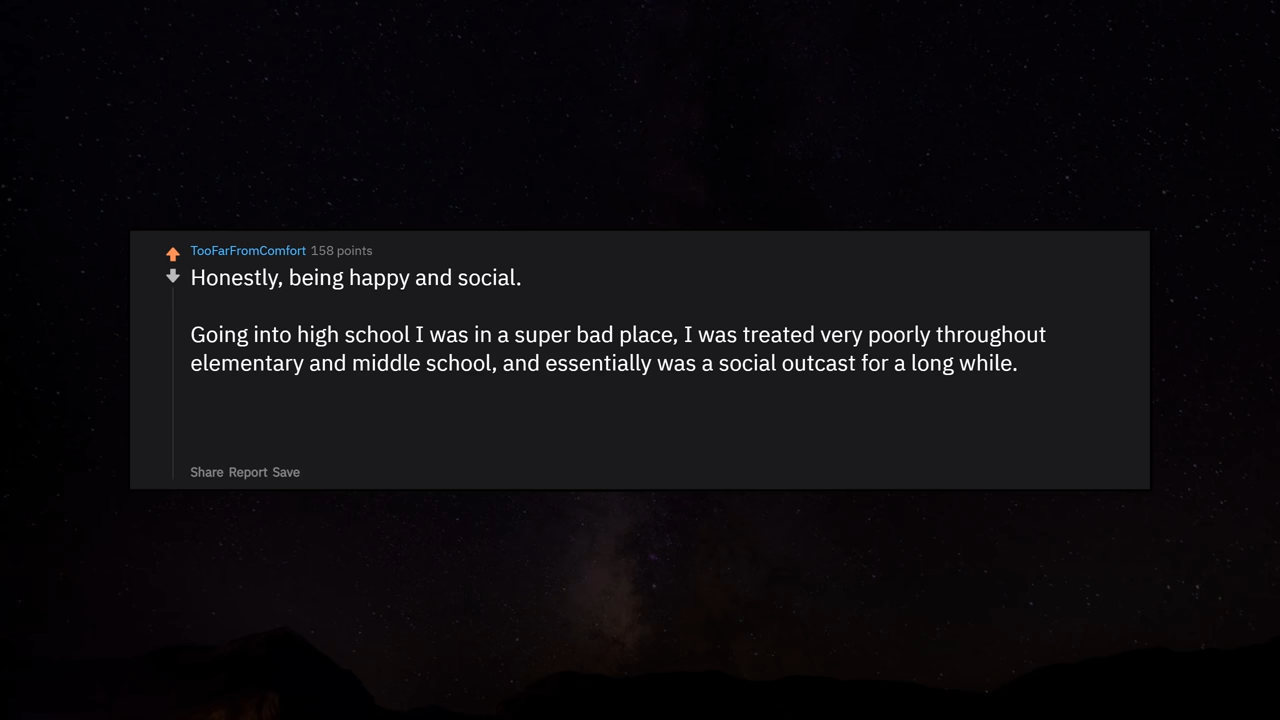 TooFarFromComfort 158 points
Honestly, being happy and social.
Going into high school I was in a super bad place, I was treated very poorly throughout
elementary and middle school, and essentially was a social outcast for a long while.
Share Report Save